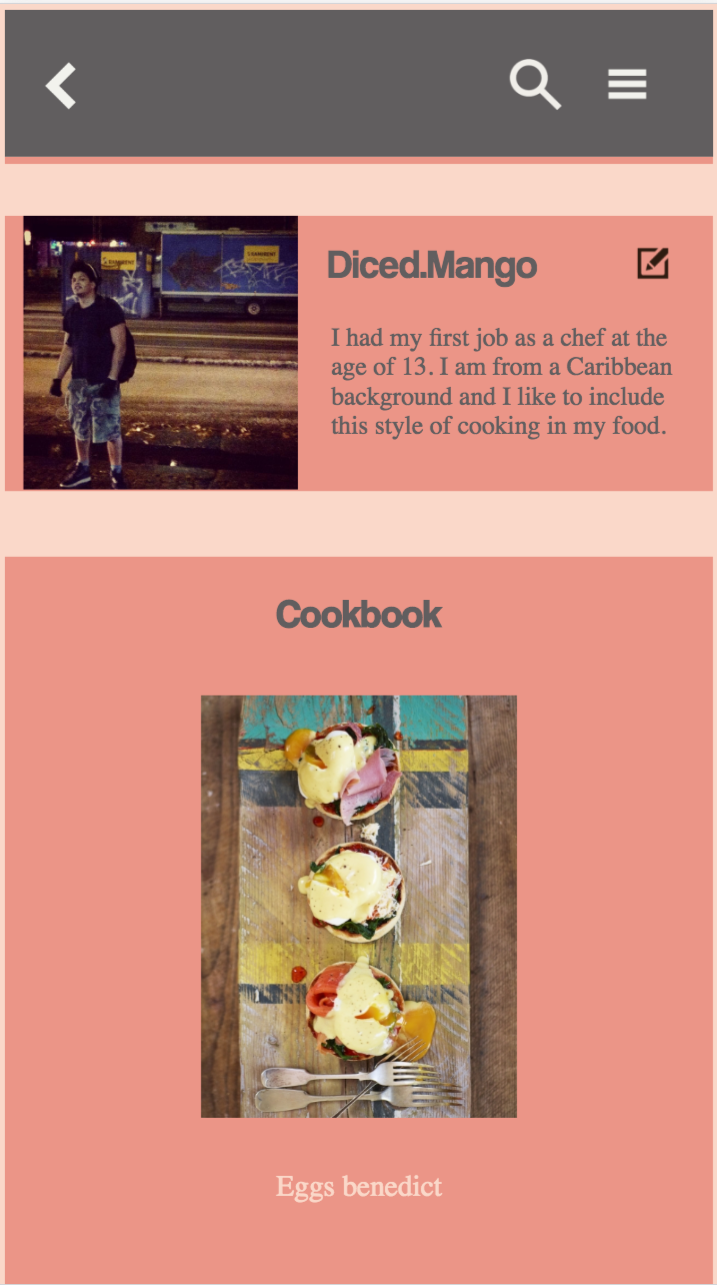 Diced.Mango
I had my first job as a chef at the
age of 13. I am from a Caribbean
background and I like to include
this style of cooking in my food.
Cookbook
Eggs benedict